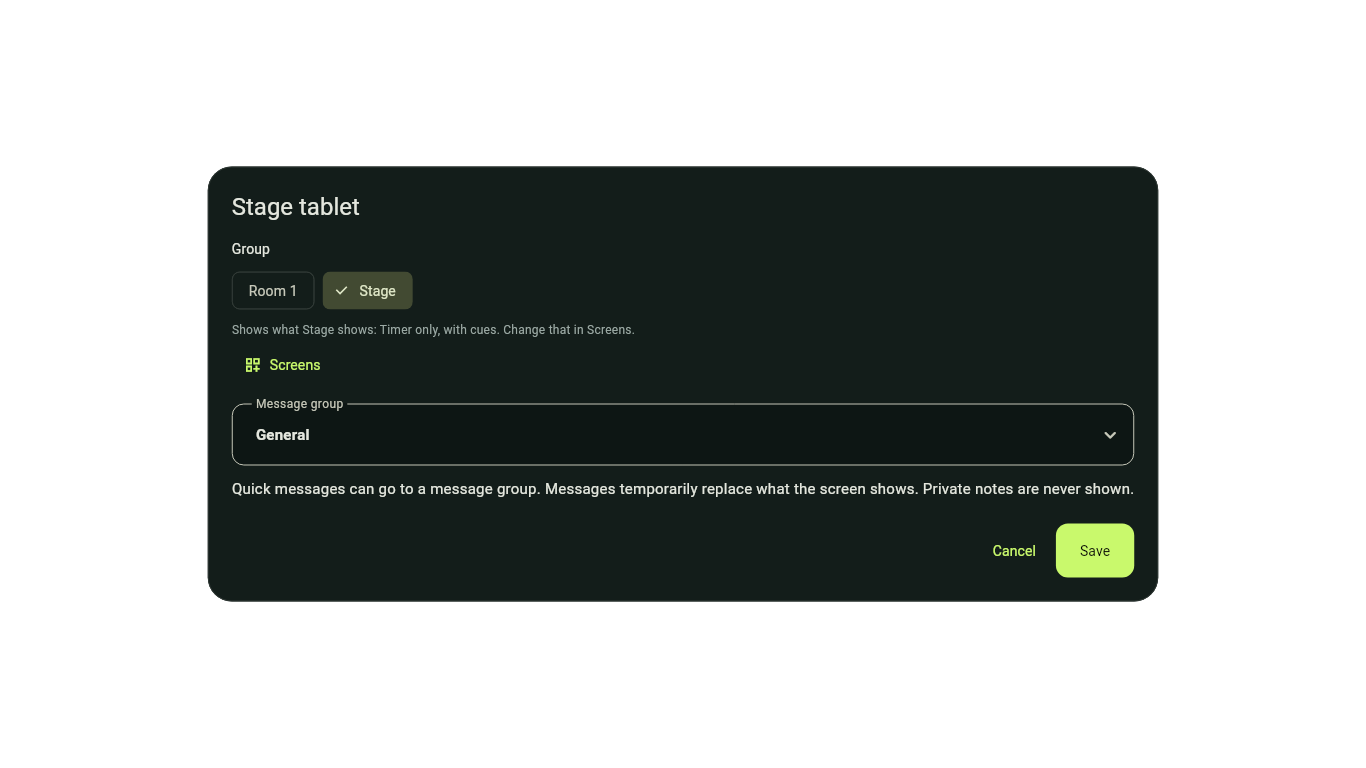 Stage tablet
Group
Room 1
Stage
Shows what Stage shows: Timer only, with cues. Change that in Screens.
Screens
Message group
General
Quick messages can go to a message group. Messages temporarily replace what the screen shows. Private notes are never shown.
Cancel
Save